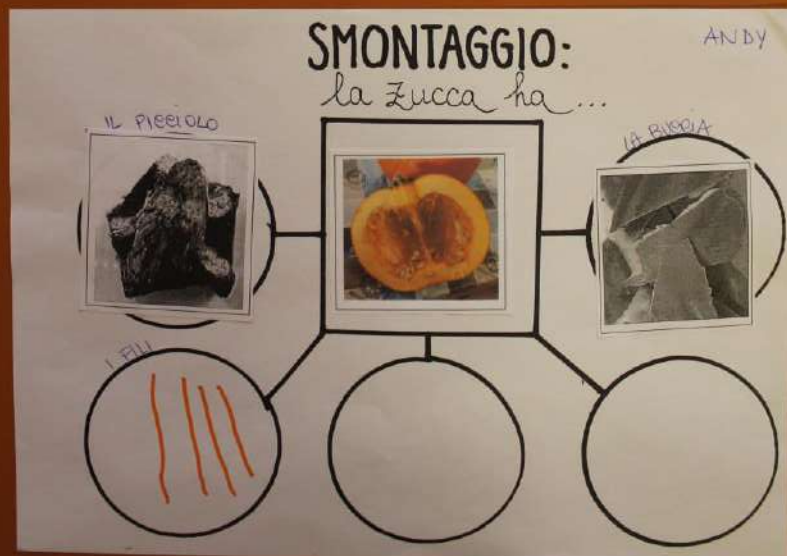 SMONTAGGIO:
la zucca ha...
ANDY
IL PICCIOLO
LA BUCCIA
I FILI